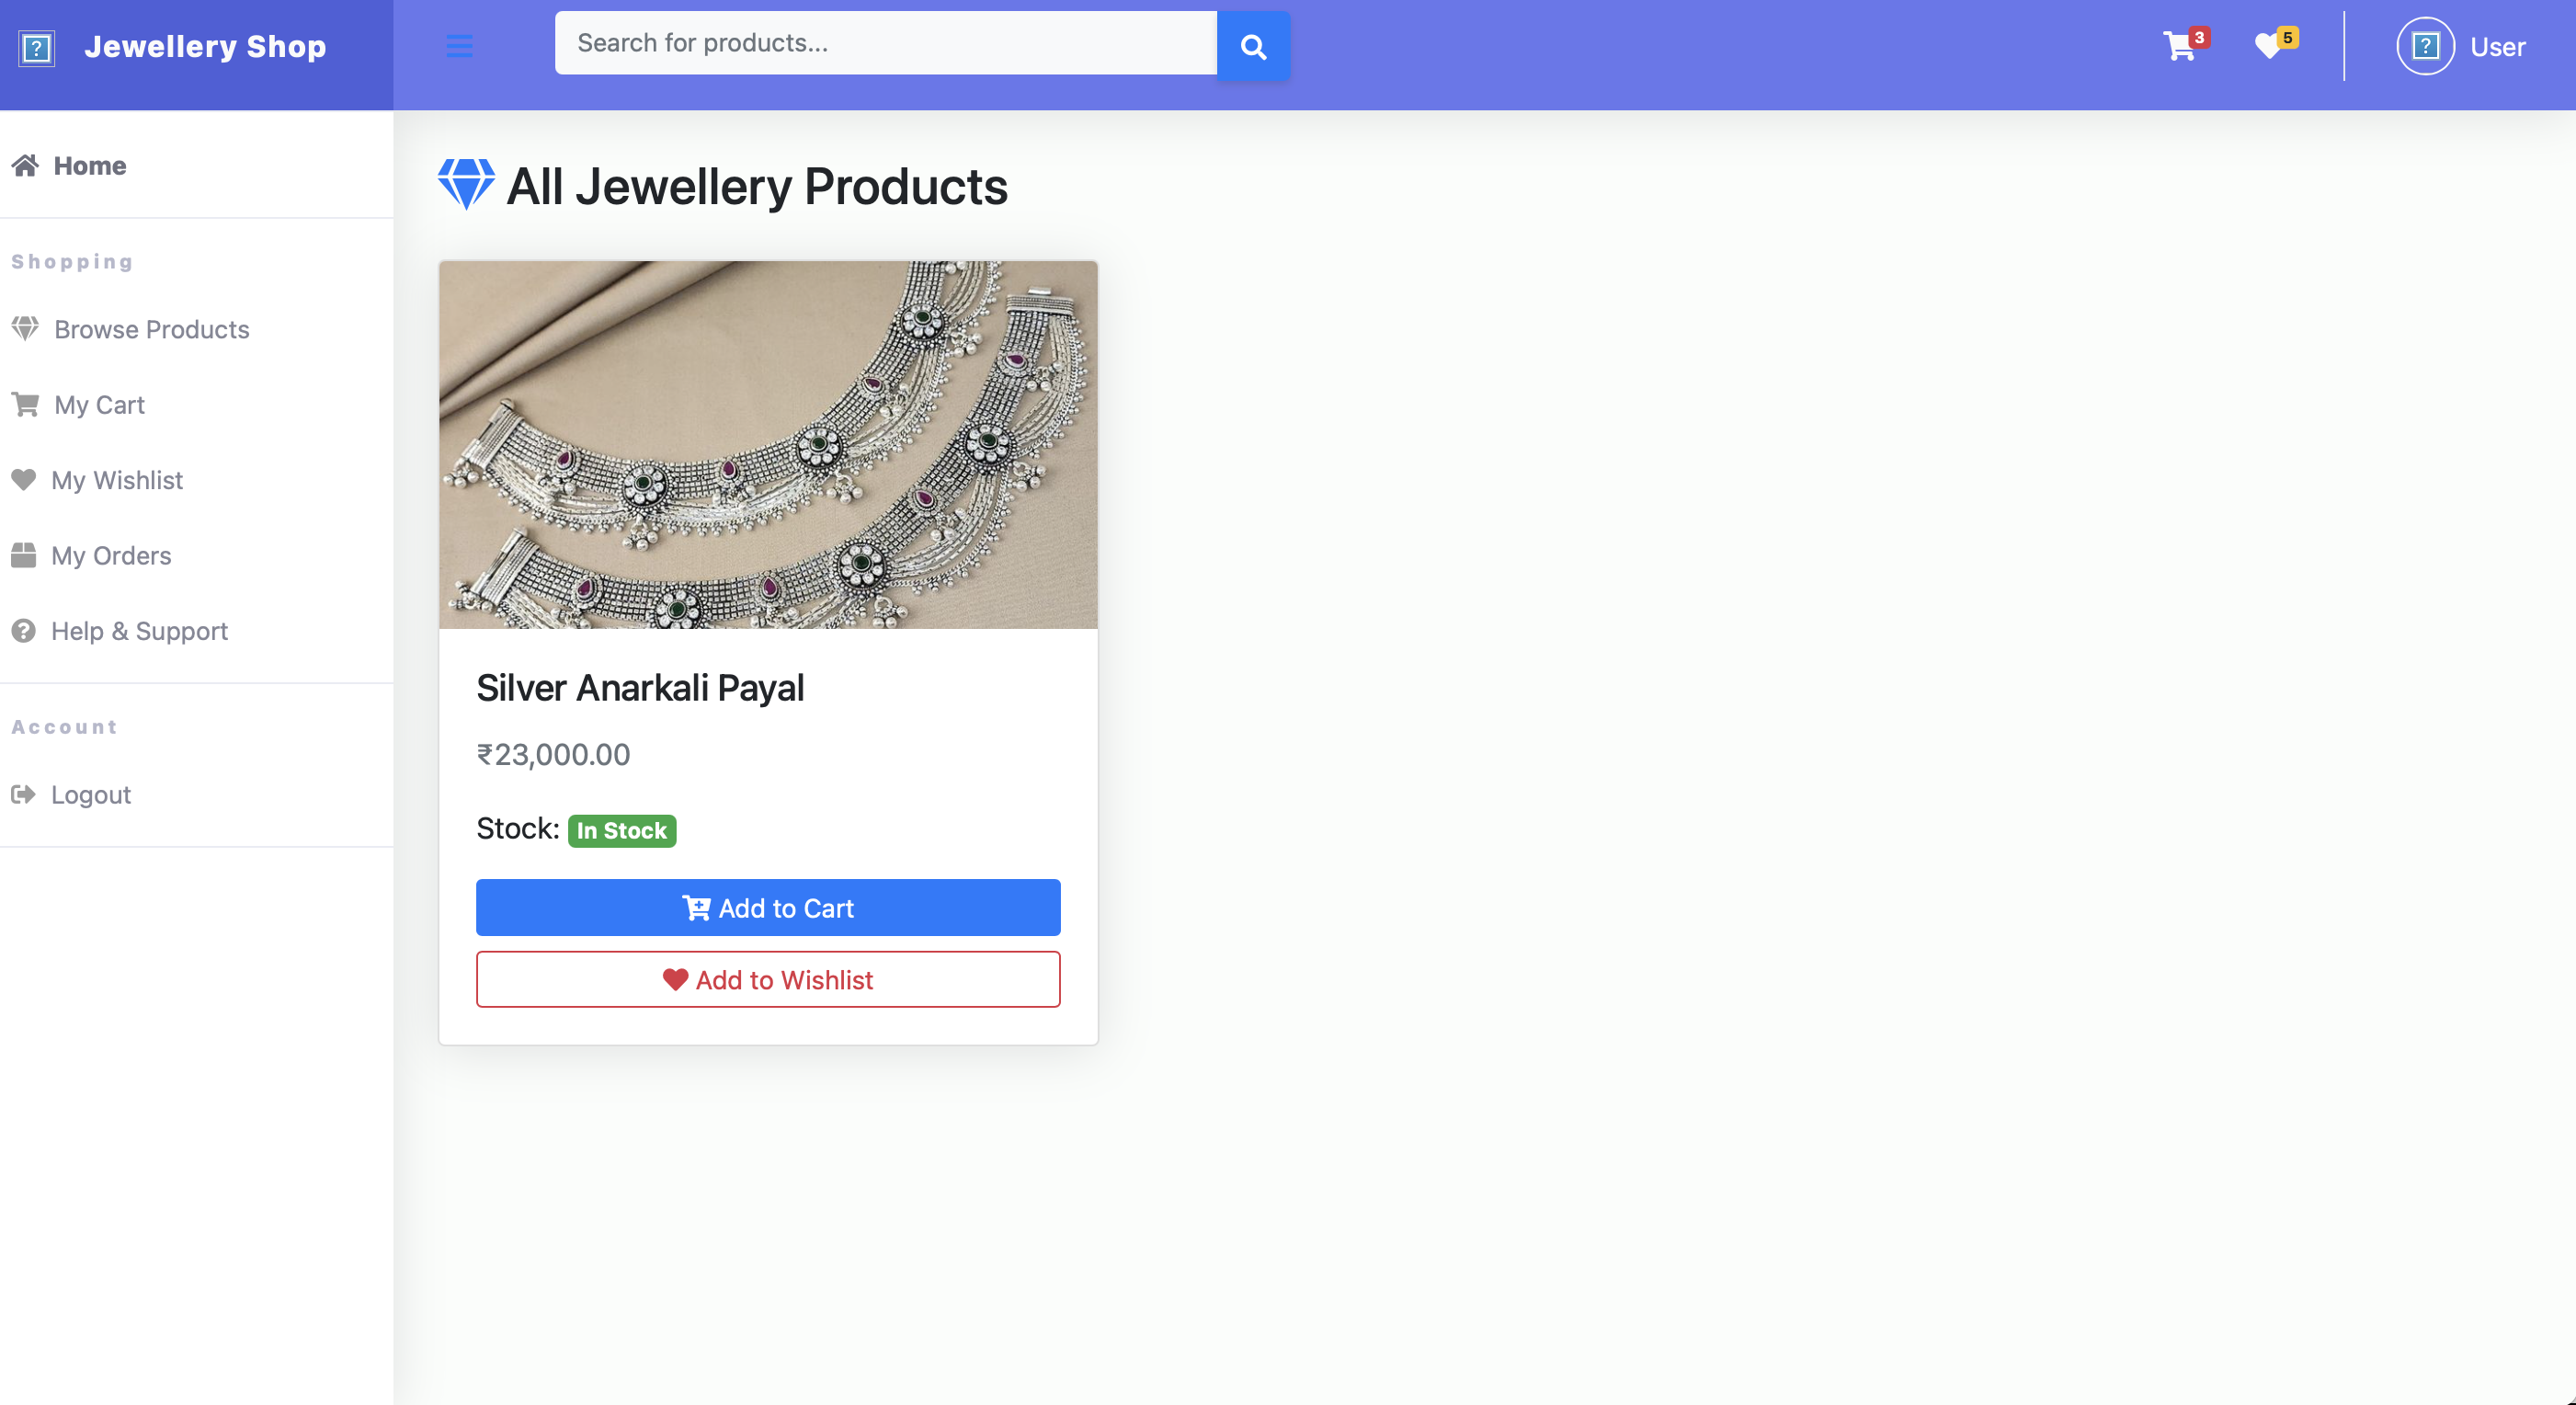 Jewellery Shop
Search for products...
3
5
User
Home
Shopping
Browse Products
My Cart
My Wishlist
My Orders
Help & Support
Account
Logout
All Jewellery Products
Silver Anarkali Payal
₹23,000.00
Stock: In Stock
Add to Cart
Add to Wishlist